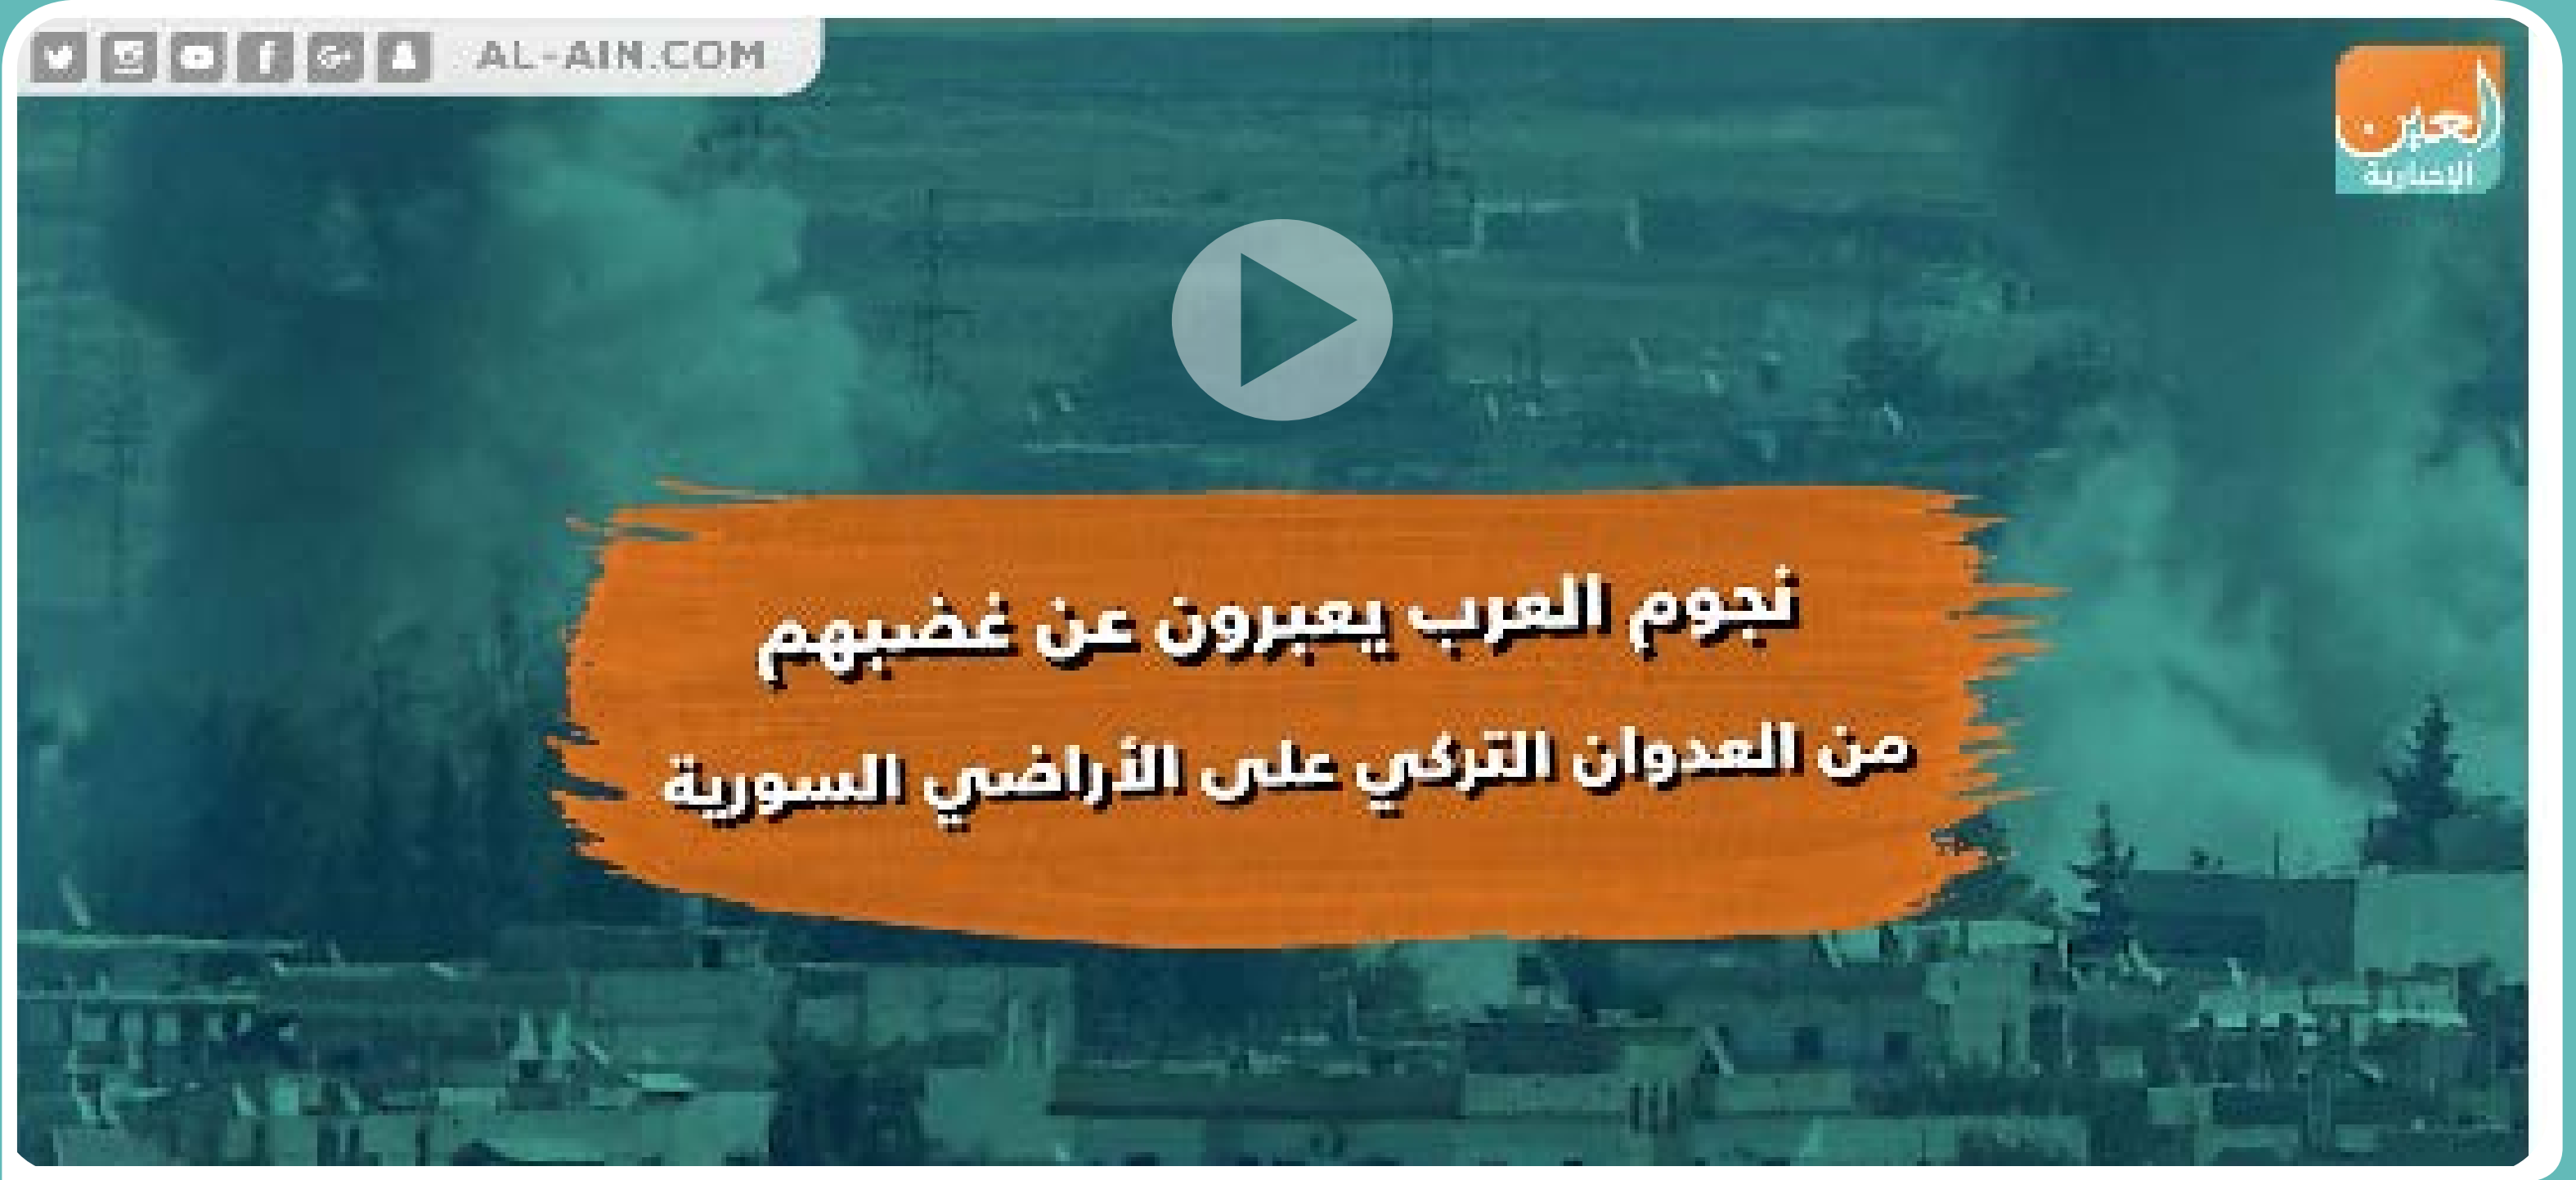 AL-AIN.COM
العين
الإخبارية
نجوم العرب يعبرون عن غضبهم
من العدوان التركي على الأراضي السورية